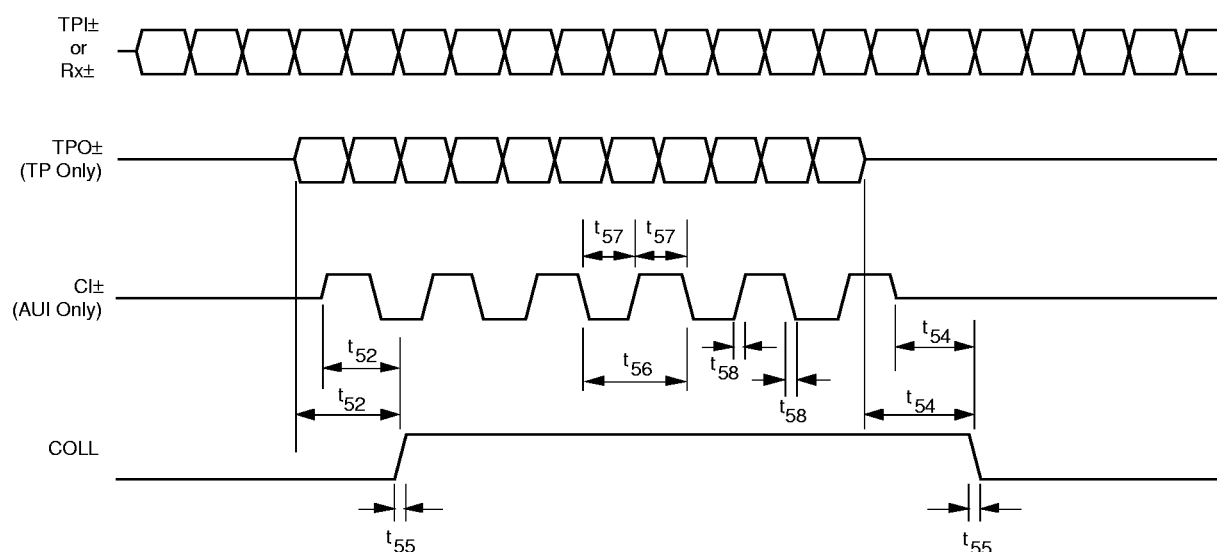 TPI±
or
Rx±
TPO±
(TP Only)
t57 t57
CI±
(AUI Only)
t52
t56
t58
t54
t52
t58
t54
COLL
t55
t55